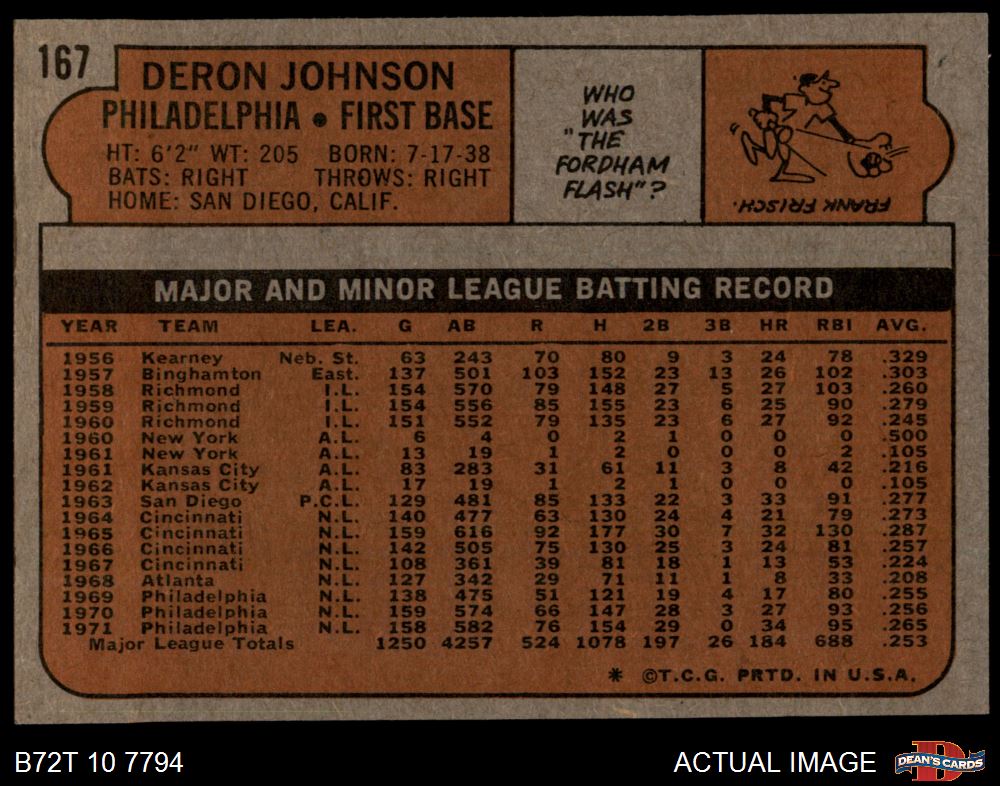 167
DERON JOHNSON
PHILADELPHIA • FIRST BASE
HT: 6'2" WT: 205 BORN: 7-17-38
BATS: RIGHT THROWS: RIGHT
HOME: SAN DIEGO, CALIF.
WHO
WAS
"THE
FORDHAM
FLASH"?
FRANK FRISCH.
MAJOR AND MINOR LEAGUE BATTING RECORD
YEAR TEAM LEA. G AB R H 2B 3B HR RBI AVG.
1956 Kearney Neb. St. 63 243 70 80 9 3 24 78 .329
1957 Binghamton East. 137 501 103 152 23 13 26 102 .303
1958 Richmond I.L. 154 570 79 148 27 5 27 103 .260
1959 Richmond I.L. 154 556 85 155 23 6 25 90 .279
1960 Richmond I.L. 151 552 79 135 23 6 27 92 .245
1960 New York A.L. 6 4 0 2 1 0 0 0 .500
1961 New York A.L. 13 19 1 2 0 0 0 2 .105
1961 Kansas City A.L. 83 283 31 61 11 3 8 42 .216
1962 Kansas City A.L. 17 19 1 2 1 0 0 0 .105
1963 San Diego P.C.L. 129 481 85 133 22 3 33 91 .277
1964 Cincinnati N.L. 140 477 63 130 24 4 21 79 .273
1965 Cincinnati N.L. 159 616 92 177 30 7 32 130 .287
1966 Cincinnati N.L. 142 505 75 130 25 3 24 81 .257
1967 Cincinnati N.L. 108 361 39 81 18 1 13 53 .224
1968 Atlanta N.L. 127 342 29 71 11 1 8 33 .208
1969 Philadelphia N.L. 138 475 51 121 19 4 17 80 .255
1970 Philadelphia N.L. 159 574 66 147 28 3 27 93 .256
1971 Philadelphia N.L. 158 582 76 154 29 0 34 95 .265
Major League Totals 1250 4257 524 1078 197 26 184 688 .253
* ©T.C.G. PRTD. IN U.S.A.
B72T 10 7794
ACTUAL IMAGE
DEAN'S CARDS